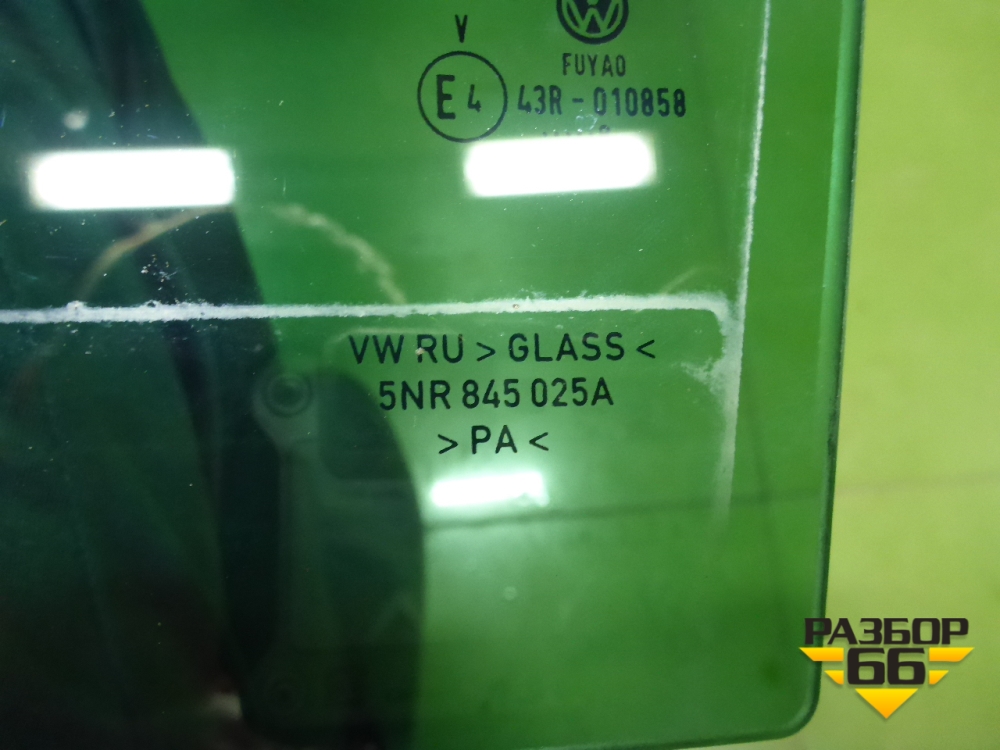 V
FUYAO
E4 43R-010858
VW RU >GLASS<
5NR 845 025A
>PA<
РАЗБОР
66